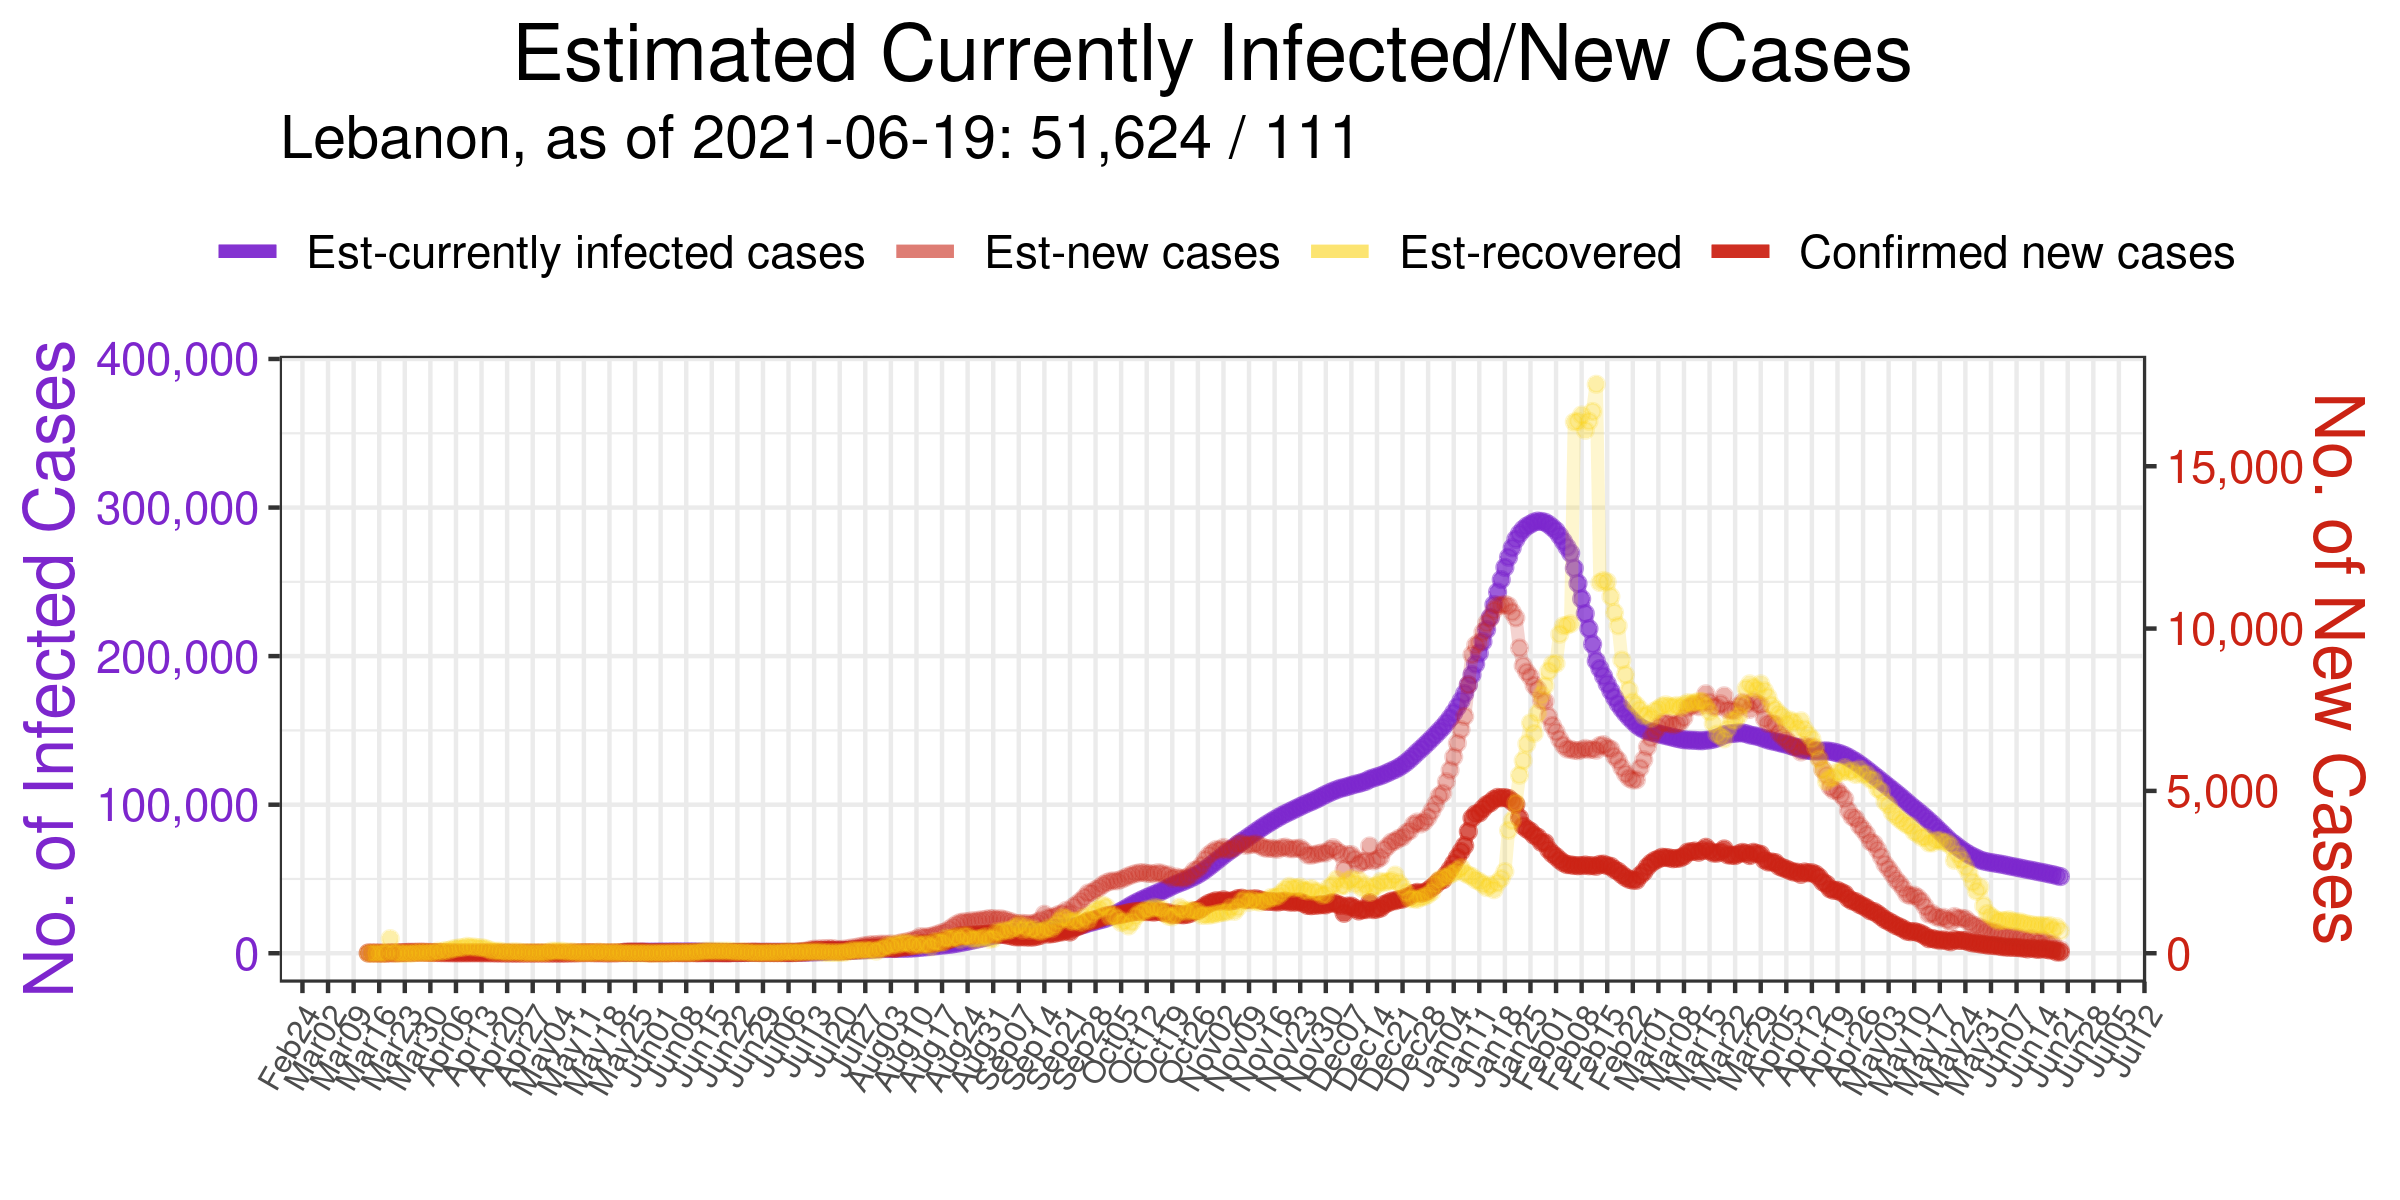 Estimated Currently Infected/New Cases
Lebanon, as of 2021-06-19: 51,624 / 111
Est-currently infected cases Est-new cases Est-recovered Confirmed new cases
No. of Infected Cases
400,000
300,000
200,000
100,000
0
15,000
10,000
5,000
0
No. of New Cases
Feb24
Mar02
Mar09
Mar16
Mar23
Mar30
Apr06
Apr13
Apr20
Apr27
May04
May11
May18
May25
Jun01
Jun08
Jun15
Jun22
Jun29
Jul06
Jul13
Jul20
Jul27
Aug03
Aug10
Aug17
Aug24
Aug31
Sep07
Sep14
Sep21
Sep28
Oct05
Oct12
Oct19
Oct26
Nov02
Nov09
Nov16
Nov23
Nov30
Dec07
Dec14
Dec21
Dec28
Jan04
Jan11
Jan18
Jan25
Feb01
Feb08
Feb15
Feb22
Mar01
Mar08
Mar15
Mar22
Mar29
Apr05
Apr12
Apr19
Apr26
May03
May10
May17
May24
May31
Jun07
Jun14
Jun21
Jun28
Jul05
Jul12